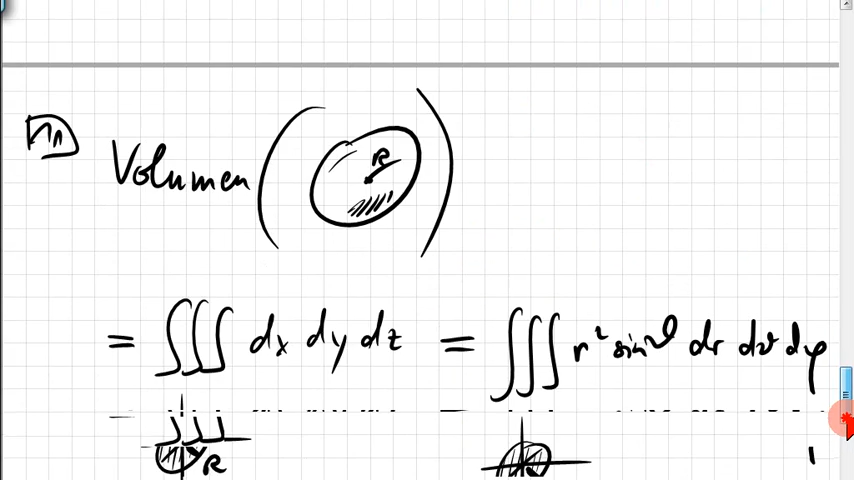 Volumen ( R )
= ∭ dx dy dz = ∭ r² sin ϑ dr dϑ dφ
R